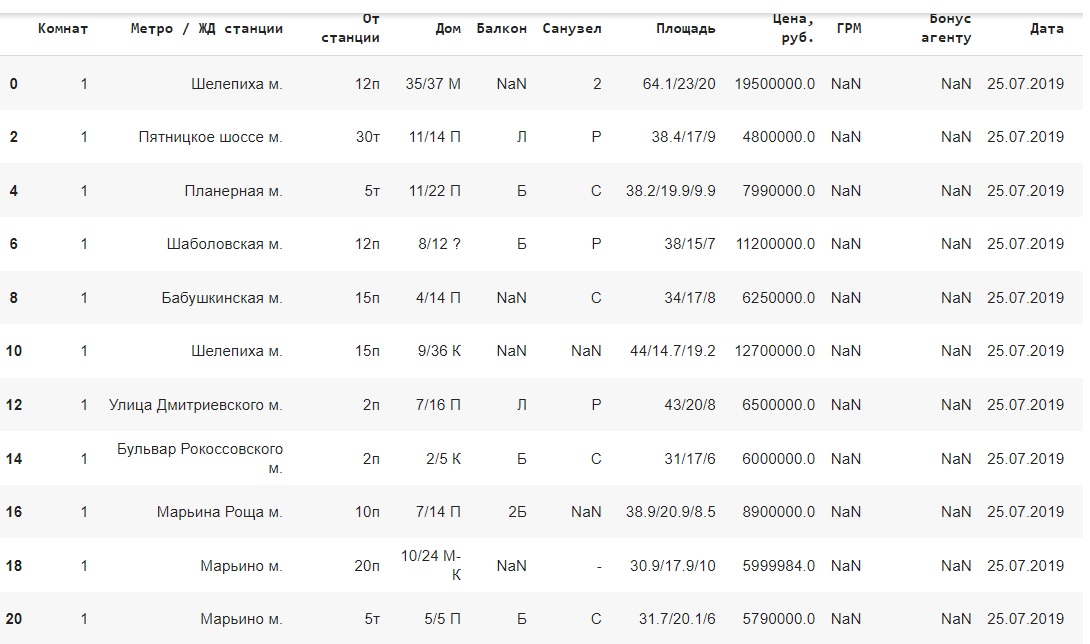 Комнат Метро / ЖД станции От станции Дом Балкон Санузел Площадь Цена, руб. ГРМ Бонус агенту Дата
0 1 Шелепиха м. 12п 35/37 М NaN 2 64.1/23/20 19500000.0 NaN NaN 25.07.2019
2 1 Пятницкое шоссе м. 30т 11/14 П Л Р 38.4/17/9 4800000.0 NaN NaN 25.07.2019
4 1 Планерная м. 5т 11/22 П Б С 38.2/19.9/9.9 7990000.0 NaN NaN 25.07.2019
6 1 Шаболовская м. 12п 8/12 ? Б Р 38/15/7 11200000.0 NaN NaN 25.07.2019
8 1 Бабушкинская м. 15п 4/14 П NaN С 34/17/8 6250000.0 NaN NaN 25.07.2019
10 1 Шелепиха м. 15п 9/36 К NaN NaN 44/14.7/19.2 12700000.0 NaN NaN 25.07.2019
12 1 Улица Дмитриевского м. 2п 7/16 П Л Р 43/20/8 6500000.0 NaN NaN 25.07.2019
14 1 Бульвар Рокоссовского м. 2п 2/5 К Б С 31/17/6 6000000.0 NaN NaN 25.07.2019
16 1 Марьина Роща м. 10п 7/14 П 2Б NaN 38.9/20.9/8.5 8900000.0 NaN NaN 25.07.2019
18 1 Марьино м. 20п 10/24 М-К NaN - 30.9/17.9/10 5999984.0 NaN NaN 25.07.2019
20 1 Марьино м. 5т 5/5 П Б С 31.7/20.1/6 5790000.0 NaN NaN 25.07.2019